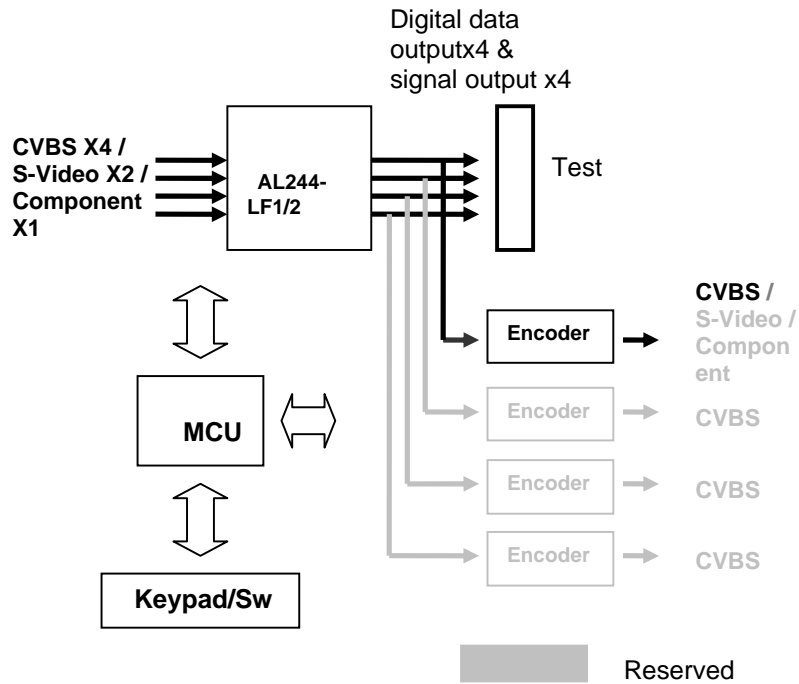 Digital data
outputx4 &
signal output x4
CVBS X4 /
S-Video X2 /
Component
X1
AL244-
LF1/2
Test
Encoder
CVBS /
S-Video /
Compon
ent
MCU
Encoder
CVBS
Encoder
CVBS
Encoder
CVBS
Keypad/Sw
Reserved